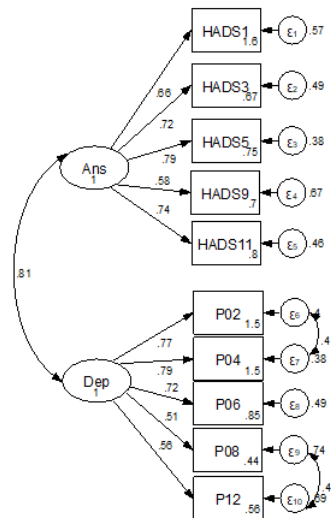 HADS1
1.6
ε1
.57
.66
HADS3
.67
ε2
.49
.72
HADS5
.75
ε3
.38
.79
Ans
1
HADS9
.7
ε4
.67
.58
HADS11
.8
ε5
.46
.74
.81
P02
1.5
ε6
.4
.77
.4
P04
1.5
ε7
.38
.79
Dep
1
P06
.85
ε8
.49
.72
P08
.44
ε9
.74
.51
.4
P12
.56
ε10
.69
.56